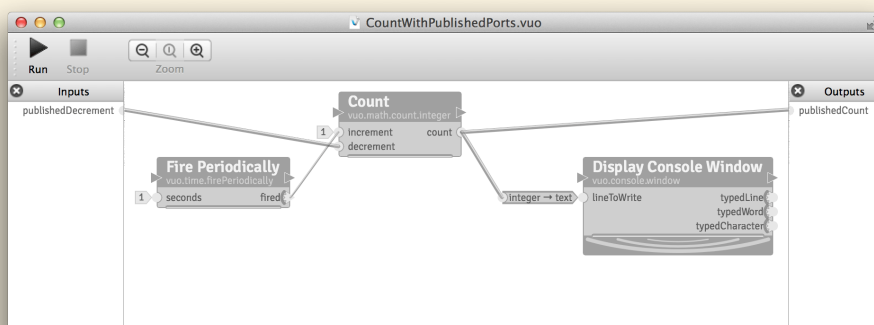 CountWithPublishedPorts.vuo
Run
Stop
Zoom
Inputs
publishedDecrement
Count
vuo.math.count.integer
1
increment
count
decrement
Fire Periodically
vuo.time.firePeriodically
1
seconds
fired
integer → text
Display Console Window
vuo.console.window
lineToWrite
typedLine
typedWord
typedCharacter
Outputs
publishedCount